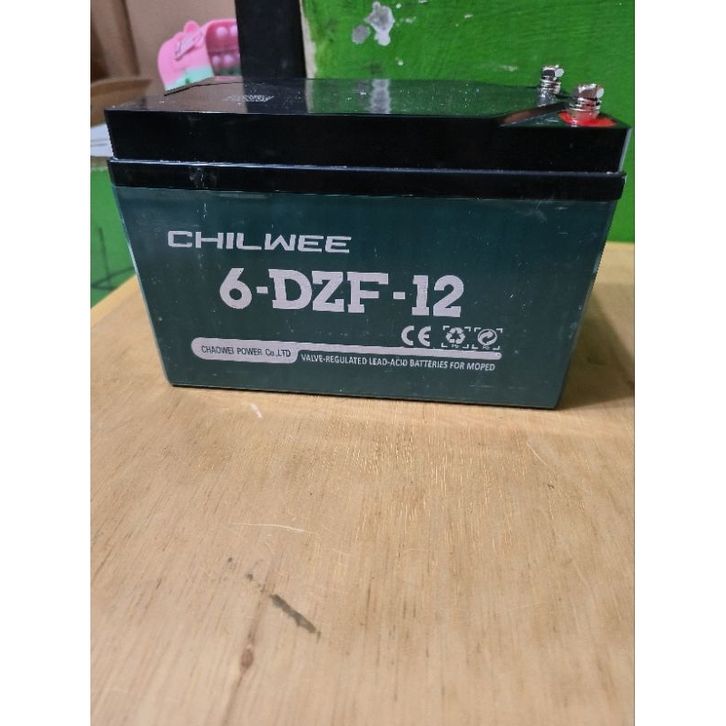 CHILWEE
6-DZF-12
CE
CHAOWEI POWER Co.,LTD
VALVE-REGULATED LEAD-ACID BATTERIES FOR MOPED